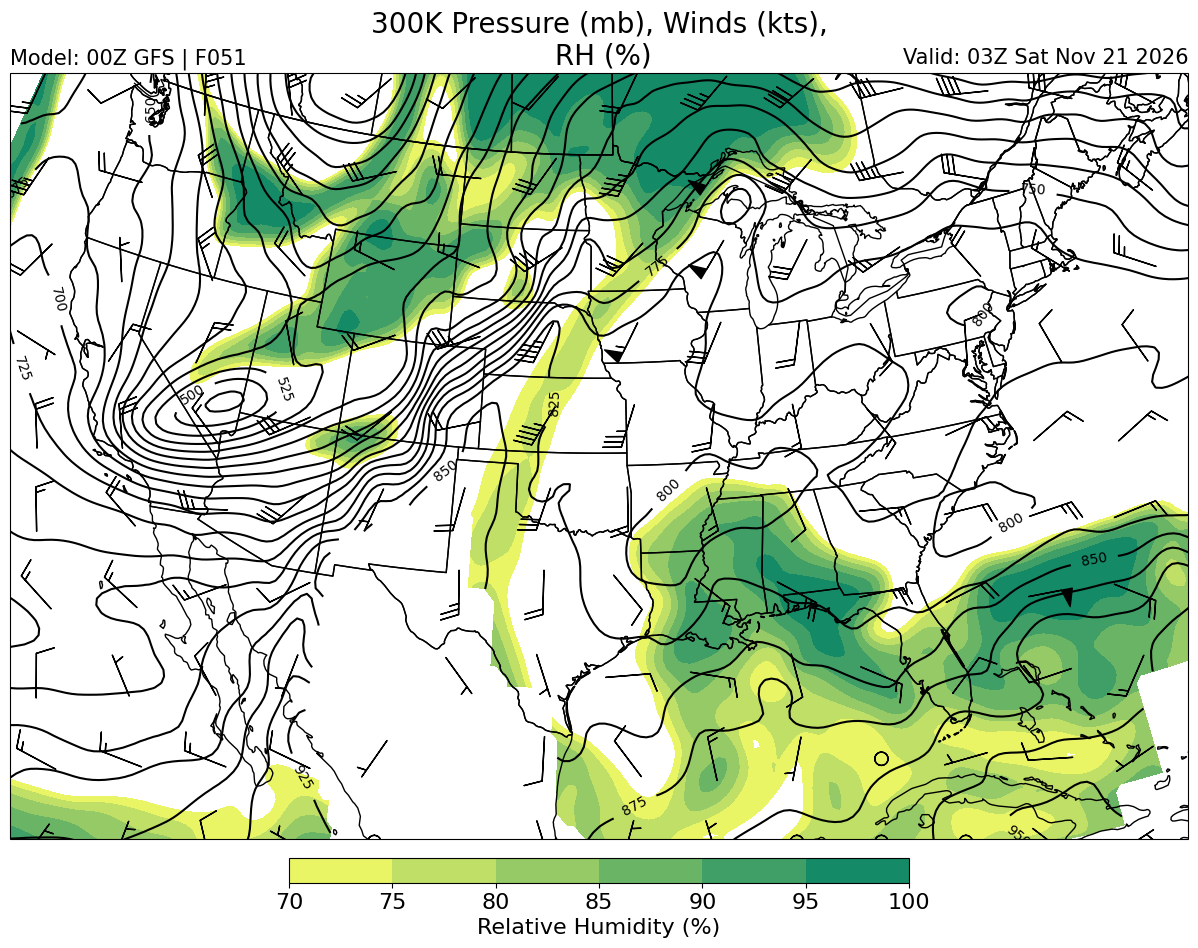 300K Pressure (mb), Winds (kts),
RH (%)
Model: 00Z GFS | F051
Valid: 03Z Sat Nov 21 2026
750
700
725
500
525
775
800
825
850
800
800
850
875
925
950
70 75 80 85 90 95 100
Relative Humidity (%)